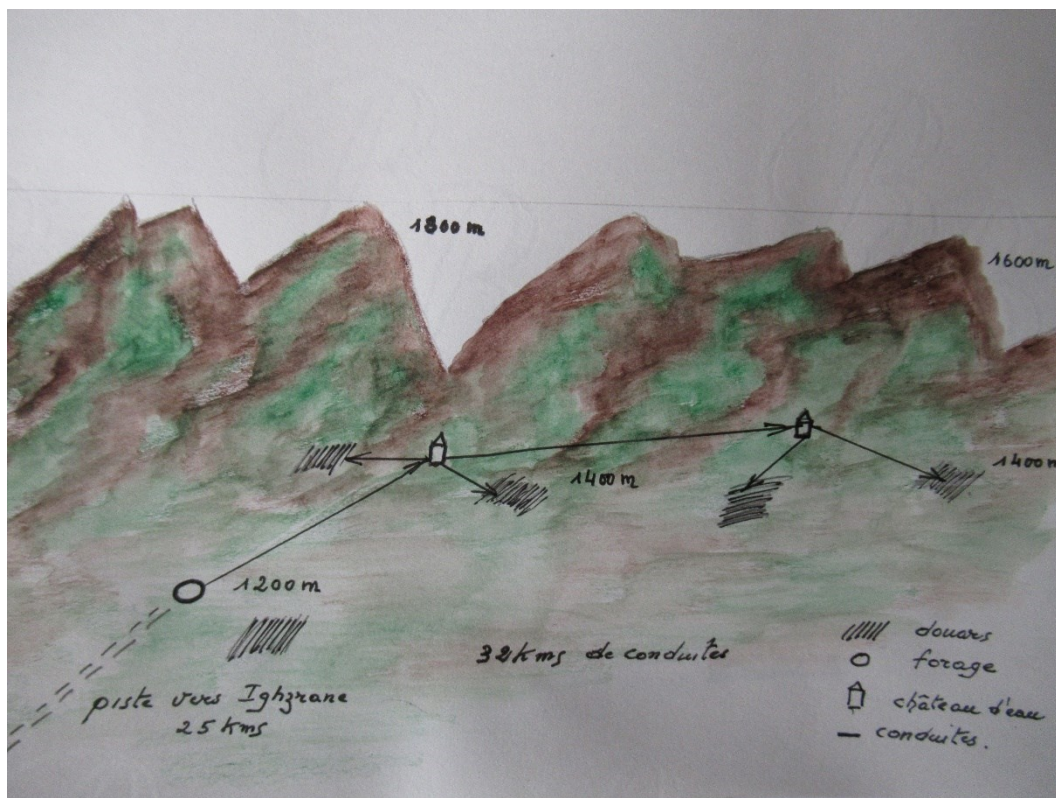 1800 m
1600 m
1400 m
1400 m
1200 m
32 kms de conduites
piste vers Ighzrane
25 Kms
douars
forage
château d'eau
conduites.